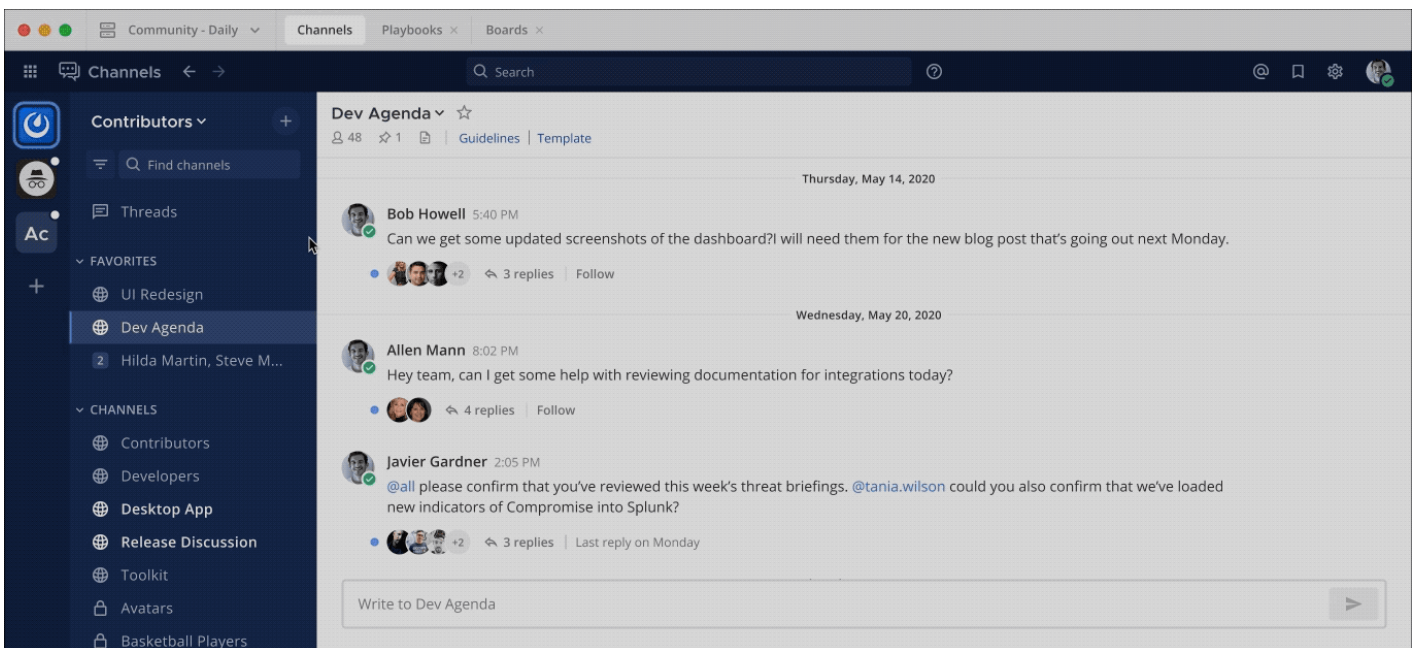 Community - Daily
Channels
Playbooks
Boards
Channels
Search
Contributors
Find channels
Threads
FAVORITES
UI Redesign
Dev Agenda
2 Hilda Martin, Steve M...
CHANNELS
Contributors
Developers
Desktop App
Release Discussion
Toolkit
Avatars
Basketball Players
Ac
Dev Agenda
48 1 Guidelines | Template
Thursday, May 14, 2020
Bob Howell 5:40 PM
Can we get some updated screenshots of the dashboard?I will need them for the new blog post that's going out next Monday.
+2 3 replies Follow
Wednesday, May 20, 2020
Allen Mann 8:02 PM
Hey team, can I get some help with reviewing documentation for integrations today?
4 replies Follow
Javier Gardner 2:05 PM
@all please confirm that you've reviewed this week's threat briefings. @tania.wilson could you also confirm that we've loaded
new indicators of Compromise into Splunk?
+2 3 replies Last reply on Monday
Write to Dev Agenda